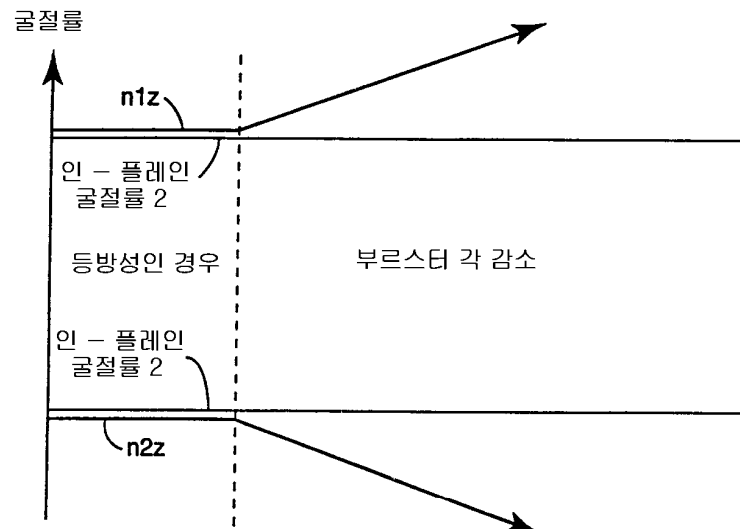 굴절률
n1z
인 – 플레인
굴절률 2
등방성인 경우
부르스터 각 감소
인 – 플레인
굴절률 2
n2z